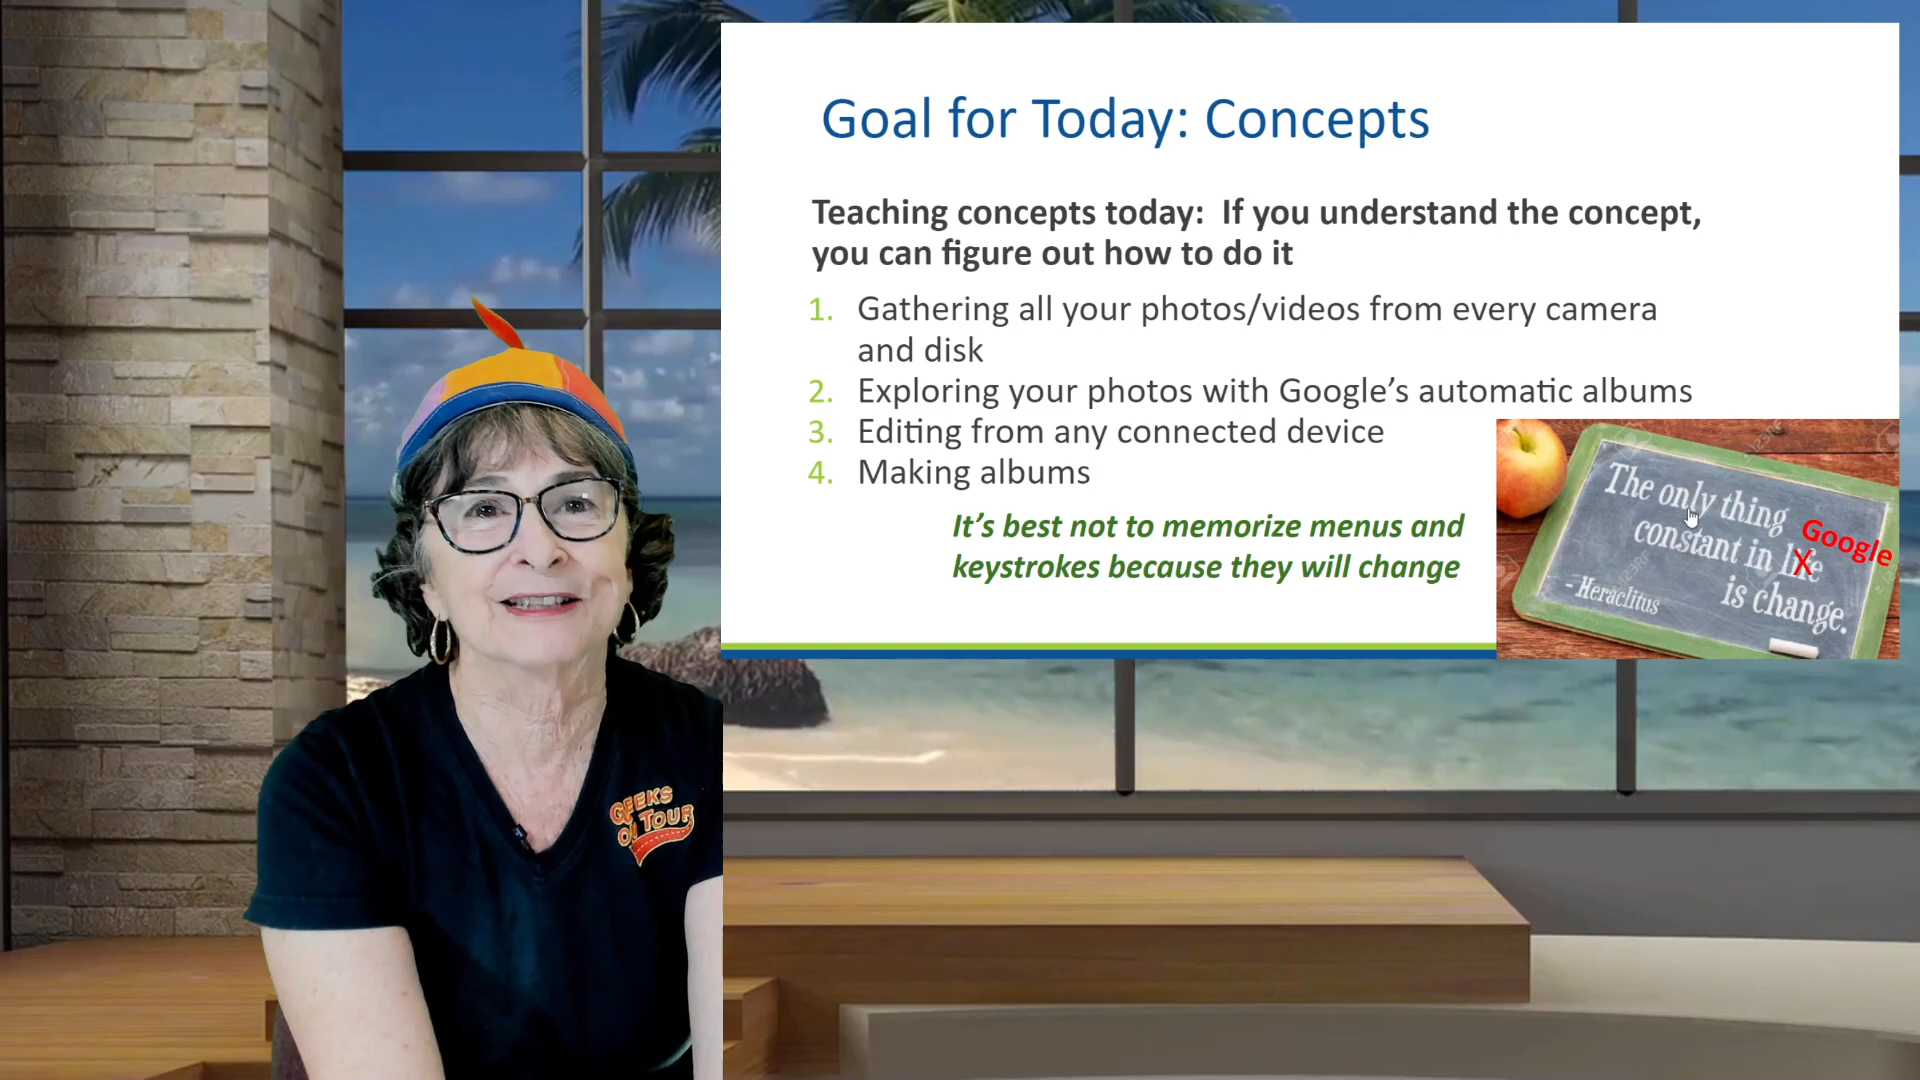 Goal for Today: Concepts
Teaching concepts today:  If you understand the concept,
you can figure out how to do it
1. Gathering all your photos/videos from every camera
and disk
2. Exploring your photos with Google’s automatic albums
3. Editing from any connected device
4. Making albums
It’s best not to memorize menus and
keystrokes because they will change
The only thing
constant in life
X
Google
is change.
- Heraclitus
GEEKS
ON TOUR
123RF